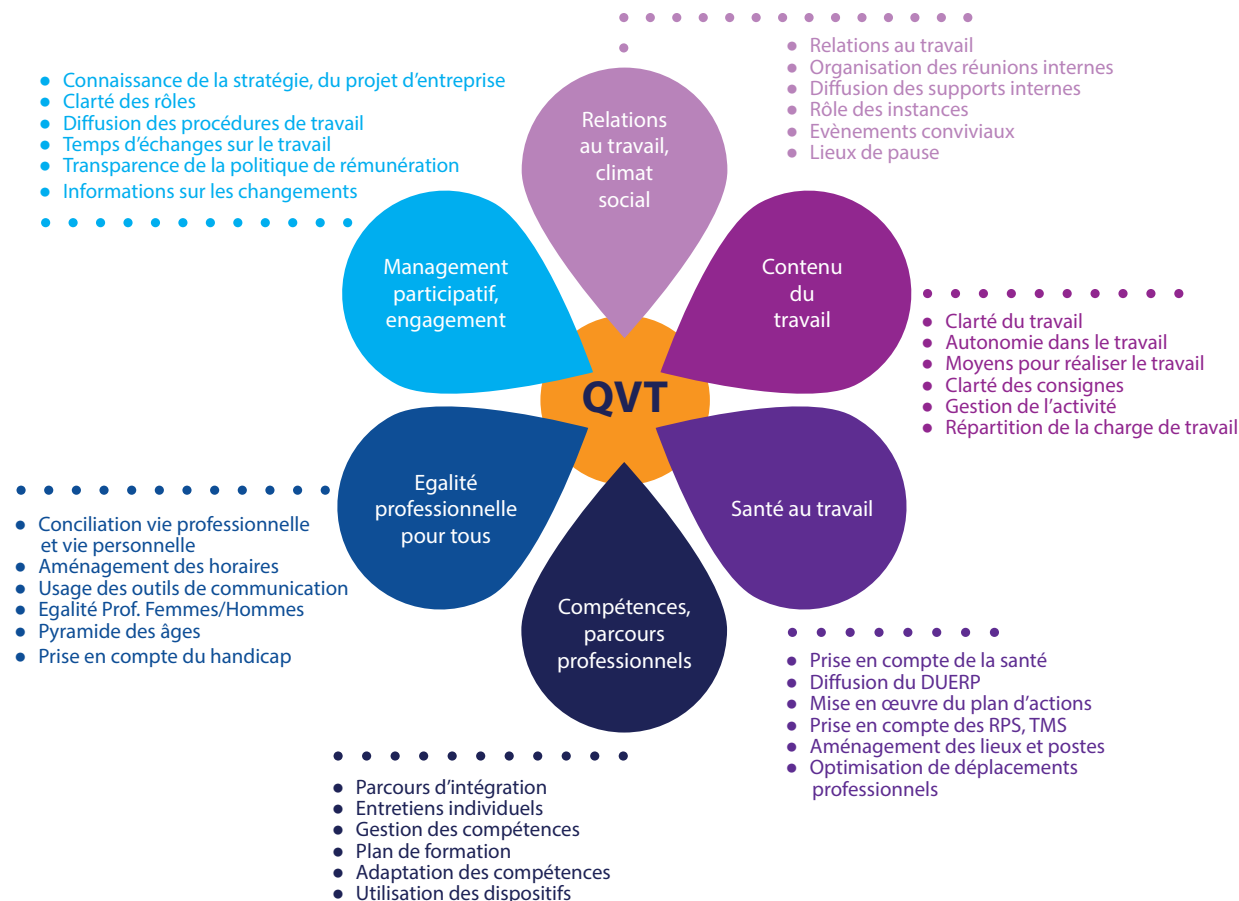 Relations
au travail,
climat
social
• Relations au travail
• Organisation des réunions internes
• Diffusion des supports internes
• Rôle des instances
• Evènements conviviaux
• Lieux de pause
• Connaissance de la stratégie, du projet d’entreprise
• Clarté des rôles
• Diffusion des procédures de travail
• Temps d’échanges sur le travail
• Transparence de la politique de rémunération
• Informations sur les changements
Management
participatif,
engagement
Contenu
du
travail
• Clarté du travail
• Autonomie dans le travail
• Moyens pour réaliser le travail
• Clarté des consignes
• Gestion de l’activité
• Répartition de la charge de travail
QVT
Egalité
professionnelle
pour tous
• Conciliation vie professionnelle
et vie personnelle
• Aménagement des horaires
• Usage des outils de communication
• Egalité Prof. Femmes/Hommes
• Pyramide des âges
• Prise en compte du handicap
Santé au travail
• Prise en compte de la santé
• Diffusion du DUERP
• Mise en œuvre du plan d’actions
• Prise en compte des RPS, TMS
• Aménagement des lieux et postes
• Optimisation de déplacements
professionnels
Compétences,
parcours
professionnels
• Parcours d’intégration
• Entretiens individuels
• Gestion des compétences
• Plan de formation
• Adaptation des compétences
• Utilisation des dispositifs